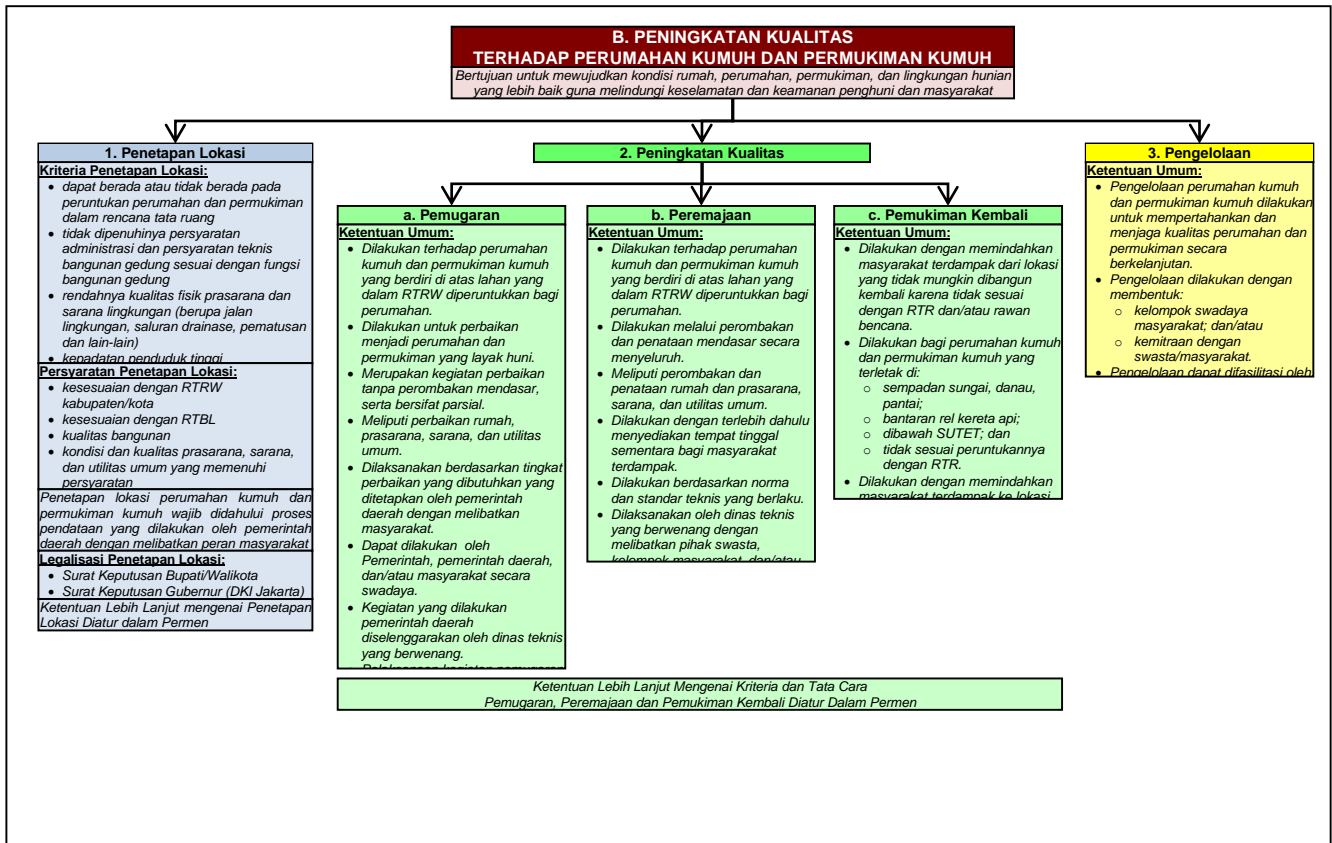 B. PENINGKATAN KUALITAS
TERHADAP PERUMAHAN KUMUH DAN PERMUKIMAN KUMUH
Bertujuan untuk mewujudkan kondisi rumah, perumahan, permukiman, dan lingkungan hunian
yang lebih baik guna melindungi keselamatan dan keamanan penghuni dan masyarakat
1. Penetapan Lokasi
Kriteria Penetapan Lokasi:
• dapat berada atau tidak berada pada
peruntukan perumahan dan permukiman
dalam rencana tata ruang
• tidak dipenuhinya persyaratan
administrasi dan persyaratan teknis
bangunan gedung sesuai dengan fungsi
bangunan gedung
• rendahnya kualitas fisik prasarana dan
sarana lingkungan (berupa jalan
lingkungan, saluran drainase, pematusan
dan lain-lain)
• kepadatan penduduk tinggi
Persyaratan Penetapan Lokasi:
• kesesuaian dengan RTRW
kabupaten/kota
• kesesuaian dengan RTBL
• kualitas bangunan
• kondisi dan kualitas prasarana, sarana,
dan utilitas umum yang memenuhi
persyaratan
Penetapan lokasi perumahan kumuh dan
permukiman kumuh wajib didahului proses
pendataan yang dilakukan oleh pemerintah
daerah dengan melibatkan peran masyarakat
Legalisasi Penetapan Lokasi:
• Surat Keputusan Bupati/Walikota
• Surat Keputusan Gubernur (DKI Jakarta)
Ketentuan Lebih Lanjut mengenai Penetapan
Lokasi Diatur dalam Permen
2. Peningkatan Kualitas
a. Pemugaran
Ketentuan Umum:
• Dilakukan terhadap perumahan
kumuh dan permukiman kumuh
yang berdiri di atas lahan yang
dalam RTRW diperuntukkan bagi
perumahan.
• Dilakukan untuk perbaikan
menjadi perumahan dan
permukiman yang layak huni.
• Merupakan kegiatan perbaikan
tanpa perombakan mendasar,
serta bersifat parsial.
• Meliputi perbaikan rumah,
prasarana, sarana, dan utilitas
umum.
• Dilaksanakan berdasarkan tingkat
perbaikan yang dibutuhkan yang
ditetapkan oleh pemerintah
daerah dengan melibatkan
masyarakat.
• Dapat dilakukan oleh
Pemerintah, pemerintah daerah,
dan/atau masyarakat secara
swadaya.
• Kegiatan yang dilakukan
pemerintah daerah
diselenggarakan oleh dinas teknis
yang berwenang.
• Pelaksanaan kegiatan pemugaran
b. Peremajaan
Ketentuan Umum:
• Dilakukan terhadap perumahan
kumuh dan permukiman kumuh
yang berdiri di atas lahan yang
dalam RTRW diperuntukkan bagi
perumahan.
• Dilakukan melalui perombakan
dan penataan mendasar secara
menyeluruh.
• Meliputi perombakan dan
penataan rumah dan prasarana,
sarana, dan utilitas umum.
• Dilakukan dengan terlebih dahulu
menyediakan tempat tinggal
sementara bagi masyarakat
terdampak.
• Dilakukan berdasarkan norma
dan standar teknis yang berlaku.
• Dilaksanakan oleh dinas teknis
yang berwenang dengan
melibatkan pihak swasta,
kelompok masyarakat, dan/atau
c. Pemukiman Kembali
Ketentuan Umum:
• Dilakukan dengan memindahkan
masyarakat terdampak dari lokasi
yang tidak mungkin dibangun
kembali karena tidak sesuai
dengan RTR dan/atau rawan
bencana.
• Dilakukan bagi perumahan kumuh
dan permukiman kumuh yang
terletak di:
o sempadan sungai, danau,
pantai;
o bantaran rel kereta api;
o dibawah SUTET; dan
o tidak sesuai peruntukannya
dengan RTR.
• Dilakukan dengan memindahkan
masyarakat terdampak ke lokasi
Ketentuan Lebih Lanjut Mengenai Kriteria dan Tata Cara
Pemugaran, Peremajaan dan Pemukiman Kembali Diatur Dalam Permen
3. Pengelolaan
Ketentuan Umum:
• Pengelolaan perumahan kumuh
dan permukiman kumuh dilakukan
untuk mempertahankan dan
menjaga kualitas perumahan dan
permukiman secara
berkelanjutan.
• Pengelolaan dilakukan dengan
membentuk:
o kelompok swadaya
masyarakat; dan/atau
o kemitraan dengan
swasta/masyarakat.
• Pengelolaan dapat difasilitasi oleh